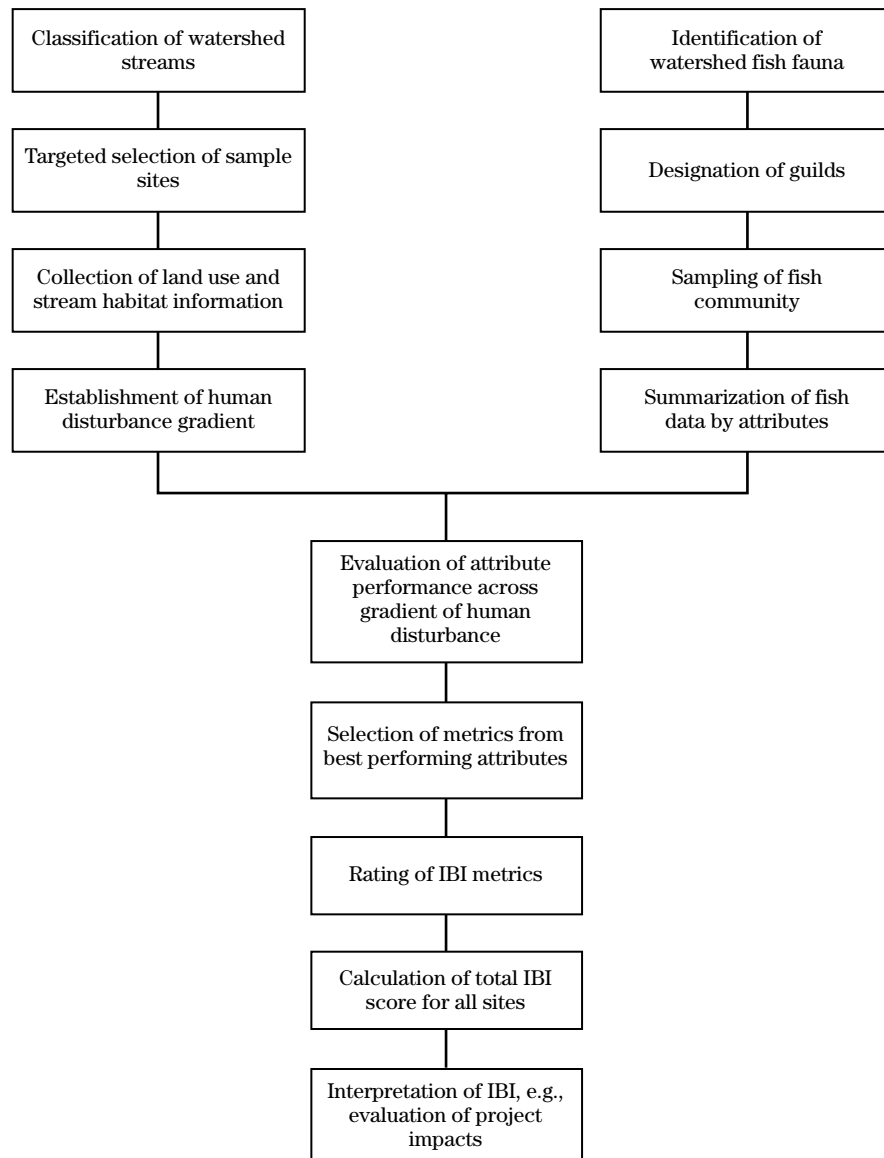 Classification of watershed
streams
Identification of
watershed fish fauna
Targeted selection of sample
sites
Designation of guilds
Collection of land use and
stream habitat information
Sampling of fish
community
Establishment of human
disturbance gradient
Summarization of fish
data by attributes
Evaluation of attribute
performance across
gradient of human
disturbance
Selection of metrics from
best performing attributes
Rating of IBI metrics
Calculation of total IBI
score for all sites
Interpretation of IBI, e.g.,
evaluation of project
impacts